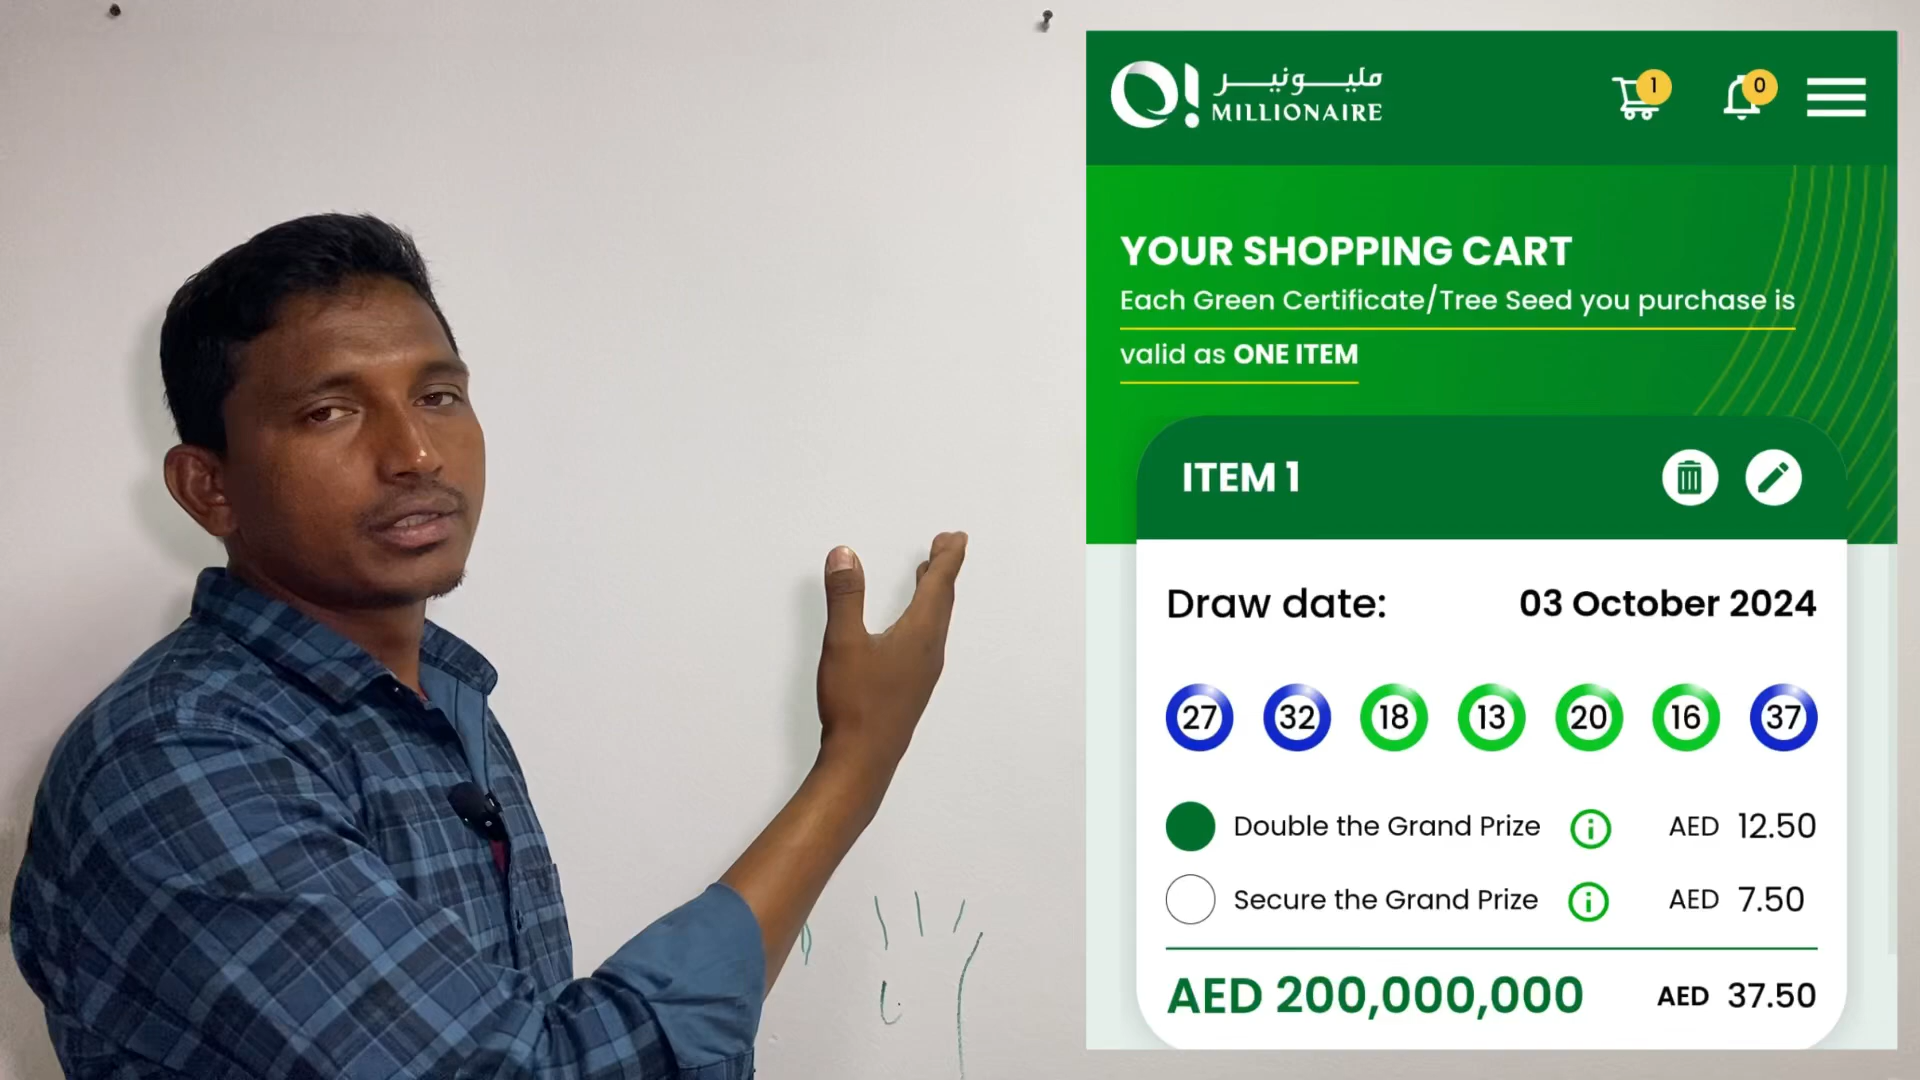 O! مليونير
MILLIONAIRE
1
0
YOUR SHOPPING CART
Each Green Certificate/Tree Seed you purchase is
valid as ONE ITEM
ITEM 1
Draw date: 03 October 2024
27 32 18 13 20 16 37
Double the Grand Prize i AED 12.50
Secure the Grand Prize i AED 7.50
AED 200,000,000 AED 37.50